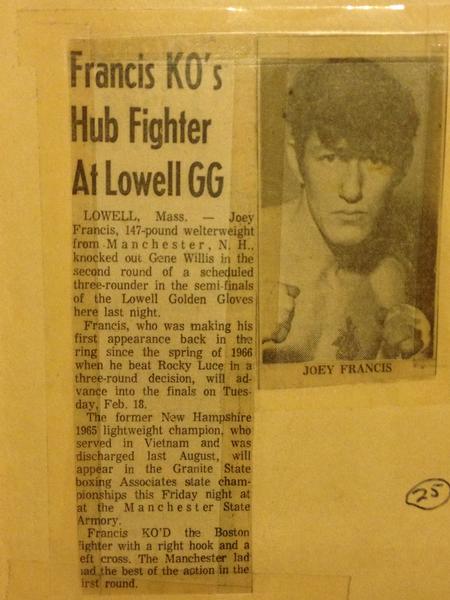 Francis KO's
Hub Fighter
At Lowell GG
LOWELL, Mass. — Joey
Francis, 147-pound welterweight
from Manchester, N. H.,
knocked out Gene Willis in the
second round of a scheduled
three-rounder in the semi-finals
of the Lowell Golden Gloves
here last night.
Francis, who was making his
first appearance back in the
ring since the spring of 1966
when he beat Rocky Luce in a
three-round decision, will ad-
vance into the finals on Tues-
day, Feb. 18.
The former New Hampshire
1965 lightweight champion, who
served in Vietnam and was
discharged last August, will
appear in the Granite State
boxing Associates state cham-
pionships this Friday night at
at the Manchester State
Armory.
Francis KO'D the Boston
fighter with a right hook and a
left cross. The Manchester lad
had the best of the action in the
first round.
JOEY FRANCIS
25